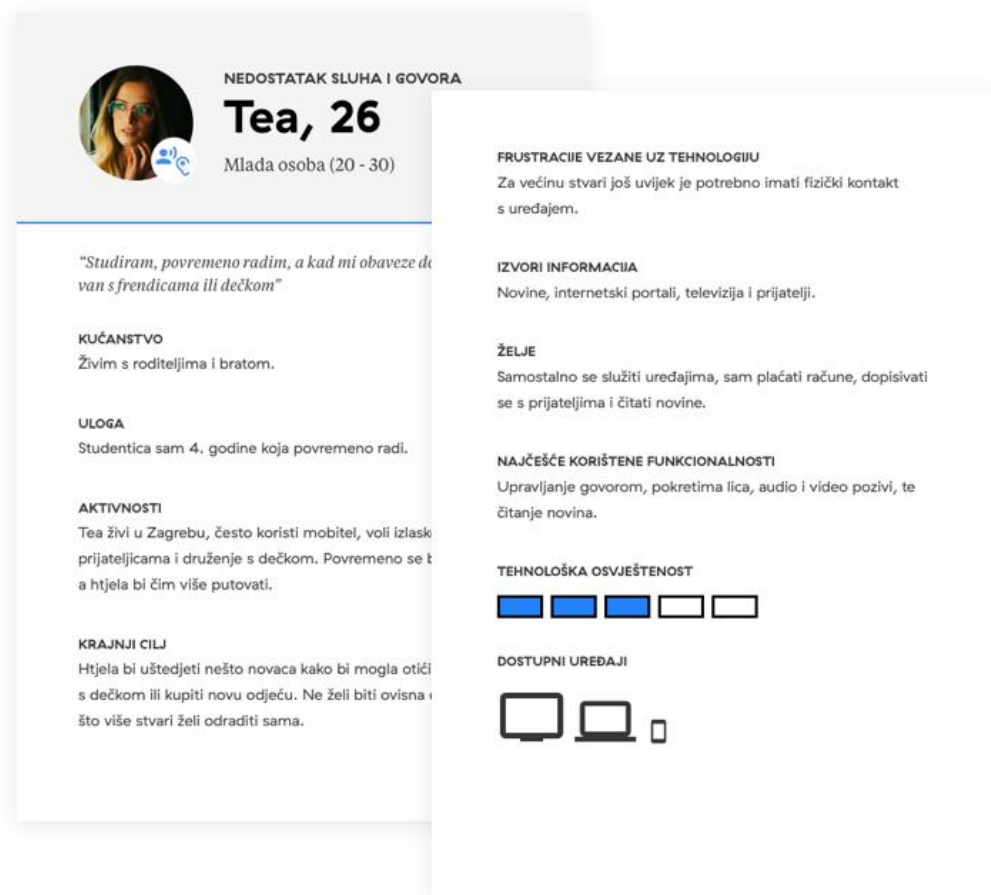 NEDOSTATAK SLUHA I GOVORA
Tea, 26
Mlada osoba (20 - 30)
“Studiram, povremeno radim, a kad mi obaveze
van s frendicama ili dečkom”
KUĆANSTVO
Živim s roditeljima i bratom.
ULOGA
Studentica sam 4. godine koja povremeno radi.
AKTIVNOSTI
Tea živi u Zagrebu, često koristi mobitel, voli
prijateljicama i druženje s dečkom. Povremeno se
a htjela bi čim više putovati.
KRAJNJI CILJ
Htjela bi uštedjeti nešto novaca kako bi mogla otići
s dečkom ili kupiti novu odjeću. Ne želi biti ovisna
što više stvari želi odraditi sama.
FRUSTRACIJE VEZANE UZ TEHNOLOGIJU
Za većinu stvari još uvijek je potrebno imati fizički kontakt
s uređajem.
IZVORI INFORMACIJA
Novine, internetski portali, televizija i prijatelji.
ŽELJE
Samostalno se služiti uređajima, sam plaćati račune, dopisivati
se s prijateljima i čitati novine.
NAJČEŠĆE KORIŠTENE FUNKCIONALNOSTI
Upravljanje govorom, pokretima lica, audio i video pozivi, te
čitanje novina.
TEHNOLOŠKA OSVJEŠTENOST
DOSTUPNI UREĐAJI